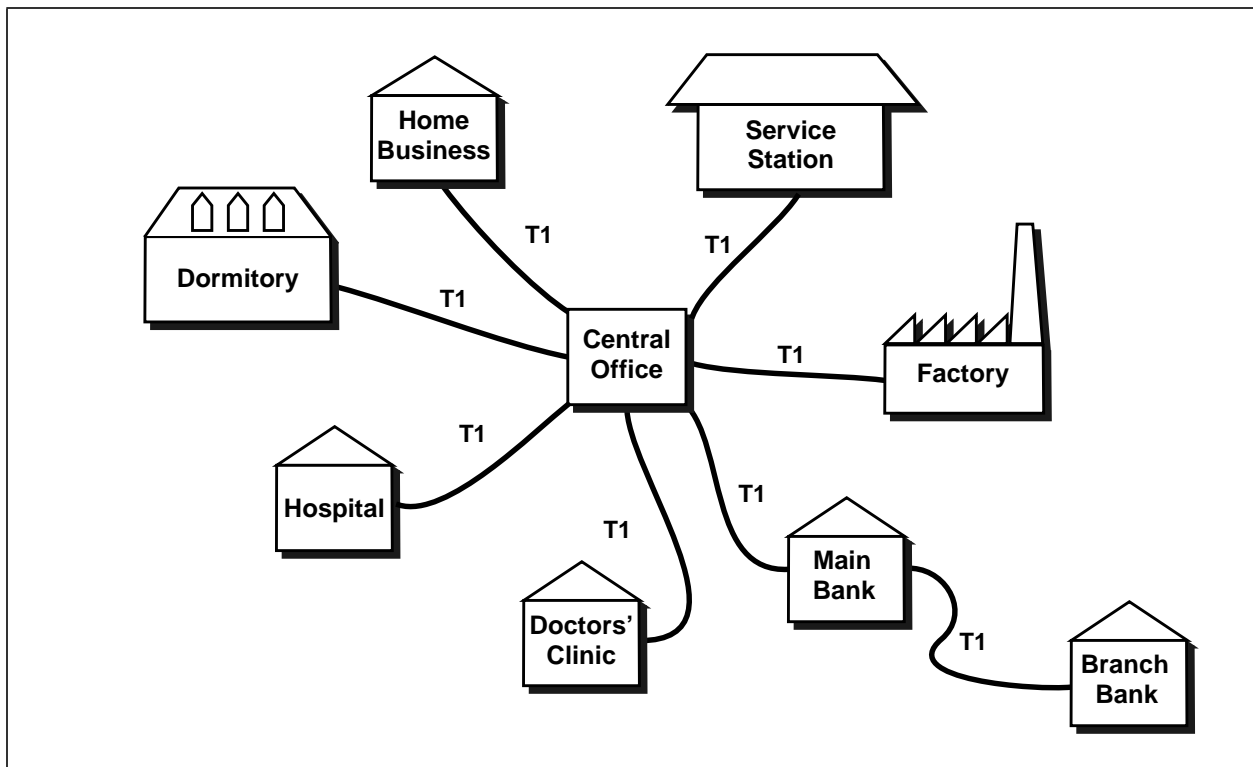 Home
Business
Service
Station
T1
T1
Dormitory
T1
Central
Office
T1
Factory
T1
Hospital
T1
T1
Main
Bank
Doctors’
Clinic
T1
Branch
Bank